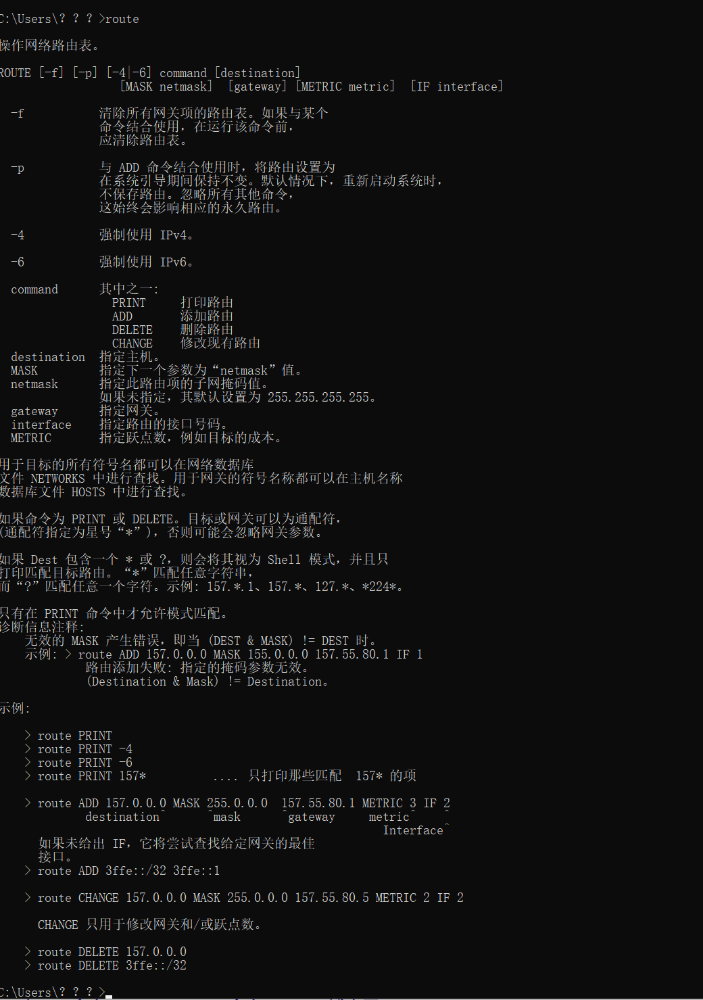 C:\Users\? ? ? >route
操作网络路由表。
ROUTE [-f] [-p] [-4|-6] command [destination]
[MASK netmask]  [gateway] [METRIC metric]  [IF interface]
-f 清除所有网关项的路由表。如果与某个
命令结合使用，在运行该命令前，
应清除路由表。
-p 与 ADD 命令结合使用时，将路由设置为
在系统引导期间保持不变。默认情况下，重新启动系统时，
不保存路由。忽略所有其他命令，
这始终会影响相应的永久路由。
-4 强制使用 IPv4。
-6 强制使用 IPv6。
command 其中之一:
PRINT 打印路由
ADD 添加路由
DELETE 删除路由
CHANGE 修改现有路由
destination 指定主机。
MASK 指定下一个参数为“netmask”值。
netmask 指定此路由项的子网掩码值。
如果未指定，其默认设置为 255.255.255.255。
gateway 指定网关。
interface 指定路由的接口号码。
METRIC 指定跃点数，例如目标的成本。
用于目标的所有符号名都可以在网络数据库
文件 NETWORKS 中进行查找。用于网关的符号名称都可以在主机名称
数据库文件 HOSTS 中进行查找。
如果命令为 PRINT 或 DELETE。目标或网关可以为通配符，
(通配符指定为星号“*”)，否则可能会忽略网关参数。
如果 Dest 包含一个 * 或 ?，则会将其视为 Shell 模式，并且只
打印匹配目标路由。“*”匹配任意字符串，
而“?”匹配任意一个字符。示例: 157.*.1、157.*、127.*、*224*。
只有在 PRINT 命令中才允许模式匹配。
诊断信息注释:
无效的 MASK 产生错误，即当 (DEST & MASK) != DEST 时。
示例: > route ADD 157.0.0.0 MASK 155.0.0.0 157.55.80.1 IF 1
路由添加失败: 指定的掩码参数无效。
(Destination & Mask) != Destination。
示例:
> route PRINT
> route PRINT -4
> route PRINT -6
> route PRINT 157* .... 只打印那些匹配 157* 的项
> route ADD 157.0.0.0 MASK 255.0.0.0  157.55.80.1 METRIC 3 IF 2
destination^ ^mask ^gateway metric^ ^
Interface^
如果未给出 IF，它将尝试查找给定网关的最佳
接口。
> route ADD 3ffe::/32 3ffe::1
> route CHANGE 157.0.0.0 MASK 255.0.0.0 157.55.80.5 METRIC 2 IF 2
CHANGE 只用于修改网关和/或跃点数。
> route DELETE 157.0.0.0
> route DELETE 3ffe::/32
C:\Users\? ? ? >